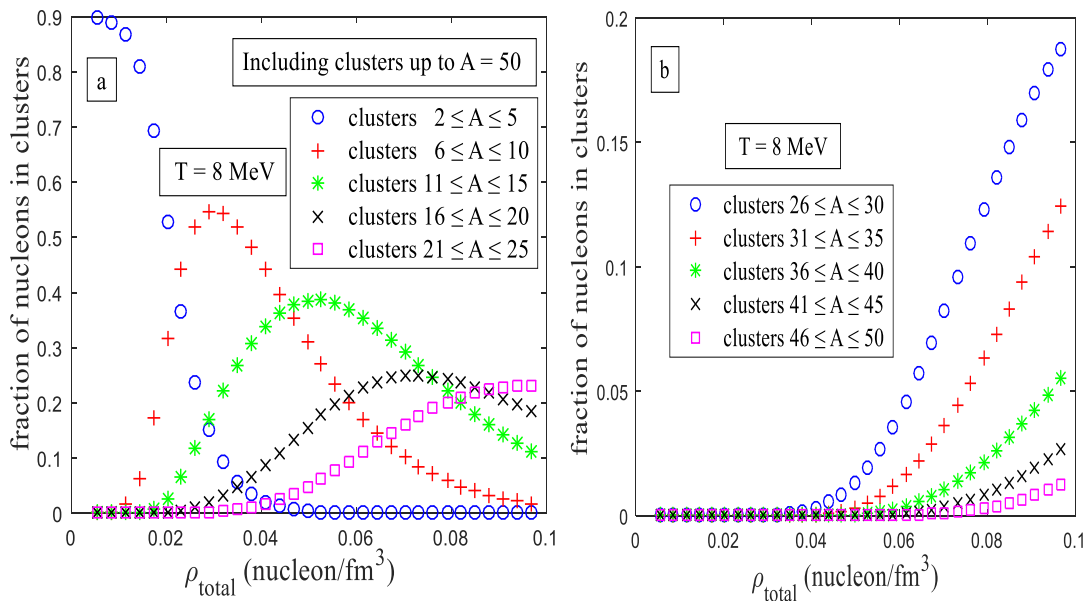 fraction of nucleons in clusters
0.9
0.8
0.7
0.6
0.5
0.4
0.3
0.2
0.1
0
a
Including clusters up to A = 50
T = 8 MeV
clusters 2 ≤ A ≤ 5
clusters 6 ≤ A ≤ 10
clusters 11 ≤ A ≤ 15
clusters 16 ≤ A ≤ 20
clusters 21 ≤ A ≤ 25
0 0.02 0.04 0.06 0.08 0.1
ρtotal (nucleon/fm³)
fraction of nucleons in clusters
0.2
0.15
0.1
0.05
0
b
T = 8 MeV
clusters 26 ≤ A ≤ 30
clusters 31 ≤ A ≤ 35
clusters 36 ≤ A ≤ 40
clusters 41 ≤ A ≤ 45
clusters 46 ≤ A ≤ 50
0 0.02 0.04 0.06 0.08 0.1
ρtotal (nucleon/fm³)